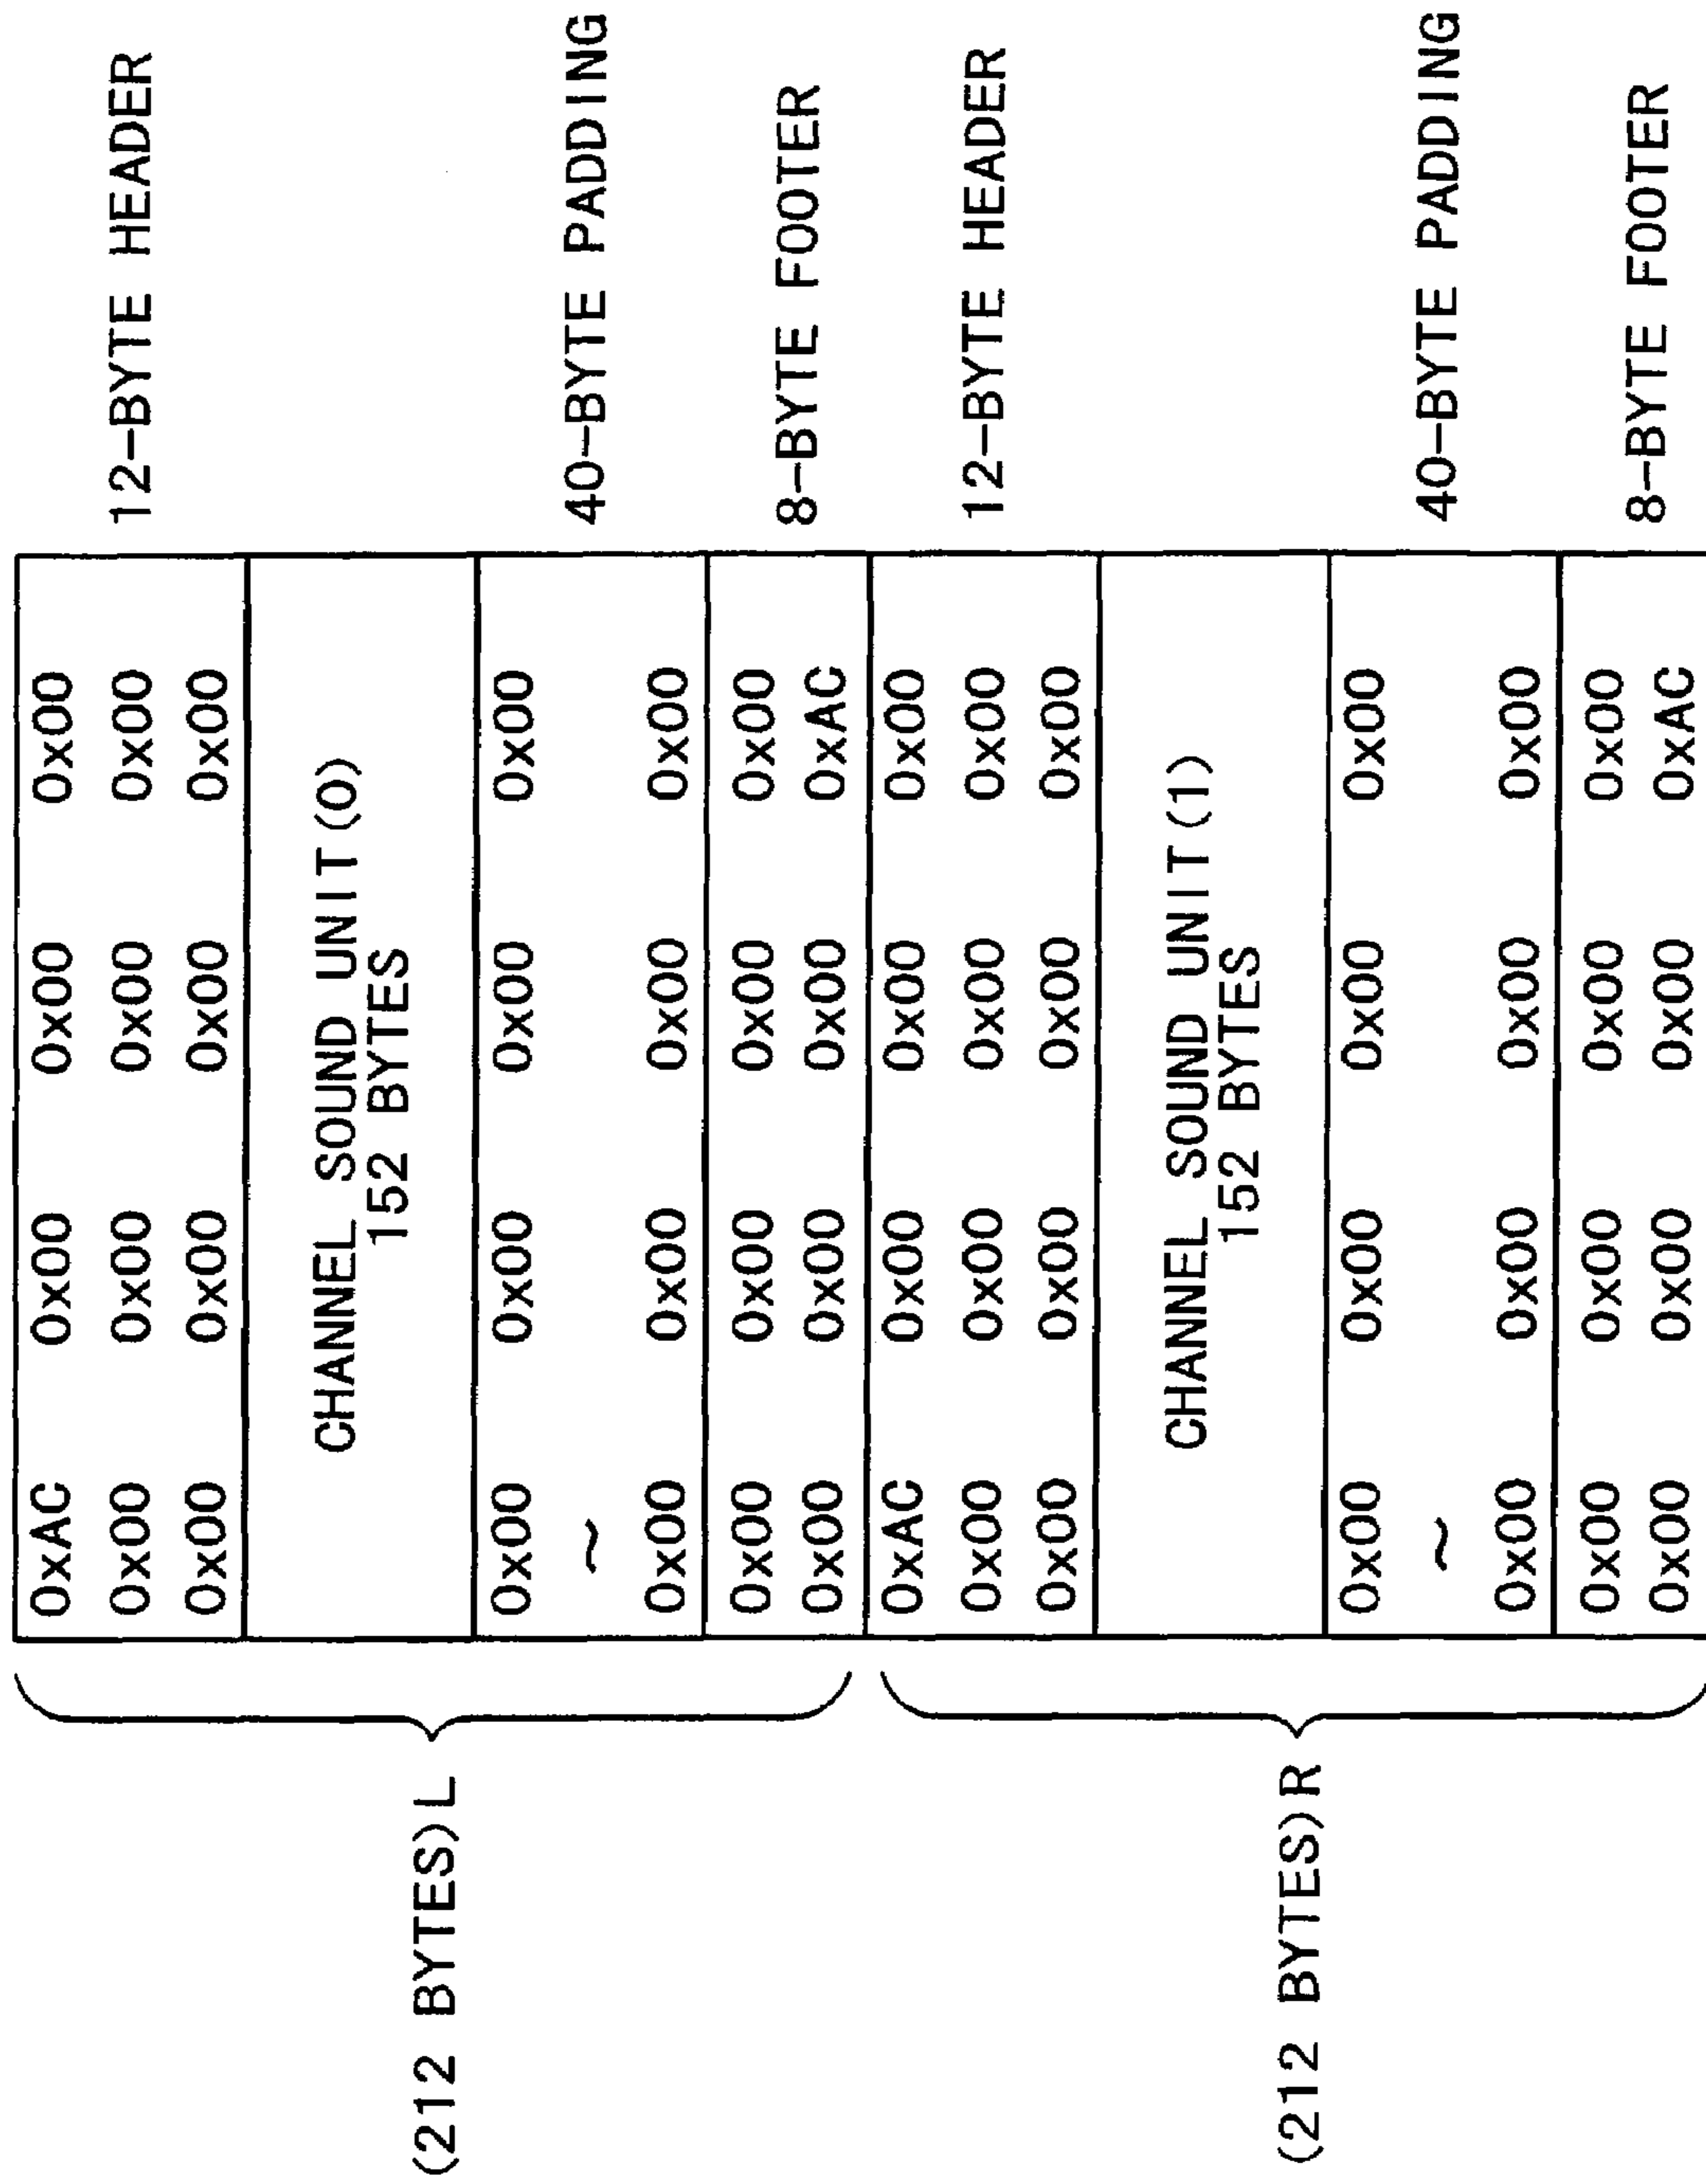 0xAC 0x00 0x00 0x00
0x00 0x00 0x00 0x00 12-BYTE HEADER
0x00 0x00 0x00 0x00
CHANNEL SOUND UNIT(0)
152 BYTES
(212 BYTES)L
0x00 0x00 0x00 0x00
~ 40-BYTE PADDING
0x00 0x00 0x00 0x00
0x00 0x00 0x00 0x00
0x00 0x00 0x00 0xAC
8-BYTE FOOTER
0xAC 0x00 0x00 0x00
0x00 0x00 0x00 0x00 12-BYTE HEADER
0x00 0x00 0x00 0x00
CHANNEL SOUND UNIT(1)
152 BYTES
(212 BYTES)R
0x00 0x00 0x00 0x00
~ 40-BYTE PADDING
0x00 0x00 0x00 0x00
0x00 0x00 0x00 0x00
0x00 0x00 0x00 0xAC
8-BYTE FOOTER